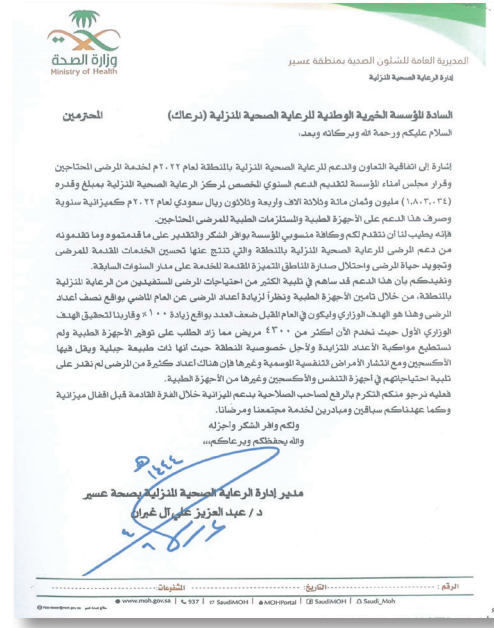 وزارة الصحة
Ministry of Health
المديرية العامة للشئون الصحية بمنطقة عسير
إدارة الرعاية الصحية المنزلية
السادة المؤسسة الخيرية الوطنية للرعاية الصحية المنزلية (نرعاك) المحترمين
السلام عليكم ورحمة الله وبركاته وبعد،
إشارة إلى اتفاقية التعاون والدعم للرعاية الصحية المنزلية بالمنطقة لعام ٢٠٢٢م لخدمة المرضى المحتاجين
وقرار مجلس أمناء المؤسسة لتقديم الدعم السنوي المخصص لمركز الرعاية الصحية المنزلية بمبلغ وقدره
(١,٨٠٣,٠٣٤) مليون وثمان مائة وثلاثة الاف واربعة وثلاثون ريال سعودي لعام ٢٠٢٢م كميزانية سنوية
وصرف هذا الدعم على الأجهزة الطبية والمستلزمات الطبية للمرضى المحتاجين.
فإنه يطيب لنا أن نتقدم لكم وكافة منسوبي المؤسسة بوافر الشكر والتقدير على ما قدمتموه وما تقدمونه
من دعم المرضى للرعاية الصحية المنزلية بالمنطقة والتي تنتج عنها تحسين الخدمات المقدمة للمرضى
وتجويد حياة المرضى واحتلال صدارة المناطق المتميزة المقدمة للخدمة على مدار السنوات السابقة.
ونفيدكم بأن هذا الدعم قد ساهم في تلبية الكثير من احتياجات المرضى المستفيدين من الرعاية المنزلية
بالمنطقة، من خلال تامين الأجهزة الطبية ونظراً لزيادة أعداد المرضى عن العام الماضي بواقع نصف أعداد
المرضى وهذا هو الهدف الوزاري وليكون في العام المقبل ضعف العدد بواقع زيادة ١٠٠٪ وقاربنا لتحقيق الهدف
الوزاري الأول حيث نخدم الآن أكثر من ٤٣٠٠ مريض مما زاد الطلب على توفير الأجهزة الطبية ولم
نستطيع مواكبة الأعداد المتزايدة ولأجل خصوصية المنطقة حيث أنها ذات طبيعة جبلية ويقل فيها
الأكسجين ومع انتشار الأمراض التنفسية الموسمية وغيرها فإن هناك أعداد كثيرة من المرضى لم نقدر على
تلبية احتياجاتهم في أجهزة التنفس والأكسجين وغيرها من الأجهزة الطبية.
فعليه نرجو منكم التكرم بالرفع لصاحب الصلاحية بدعم الميزانية خلال الفترة القادمة قبل اقفال ميزانية
وكما عهدناكم سباقين ومبادرين لخدمة مجتمعنا ومرضانا.
ولكم وافر الشكر وأجزله
والله يحفظكم ويرعاكم،،،
مدير إدارة الرعاية الصحية المنزلية بصحة عسير
د / عبد العزيز علي آل غبران
١٤٤٤ هـ
الرقم : التاريخ: المشفوعات:
www.moh.gov.sa 937 SaudiMOH MOHPortal SaudiMOH Saudi_Moh